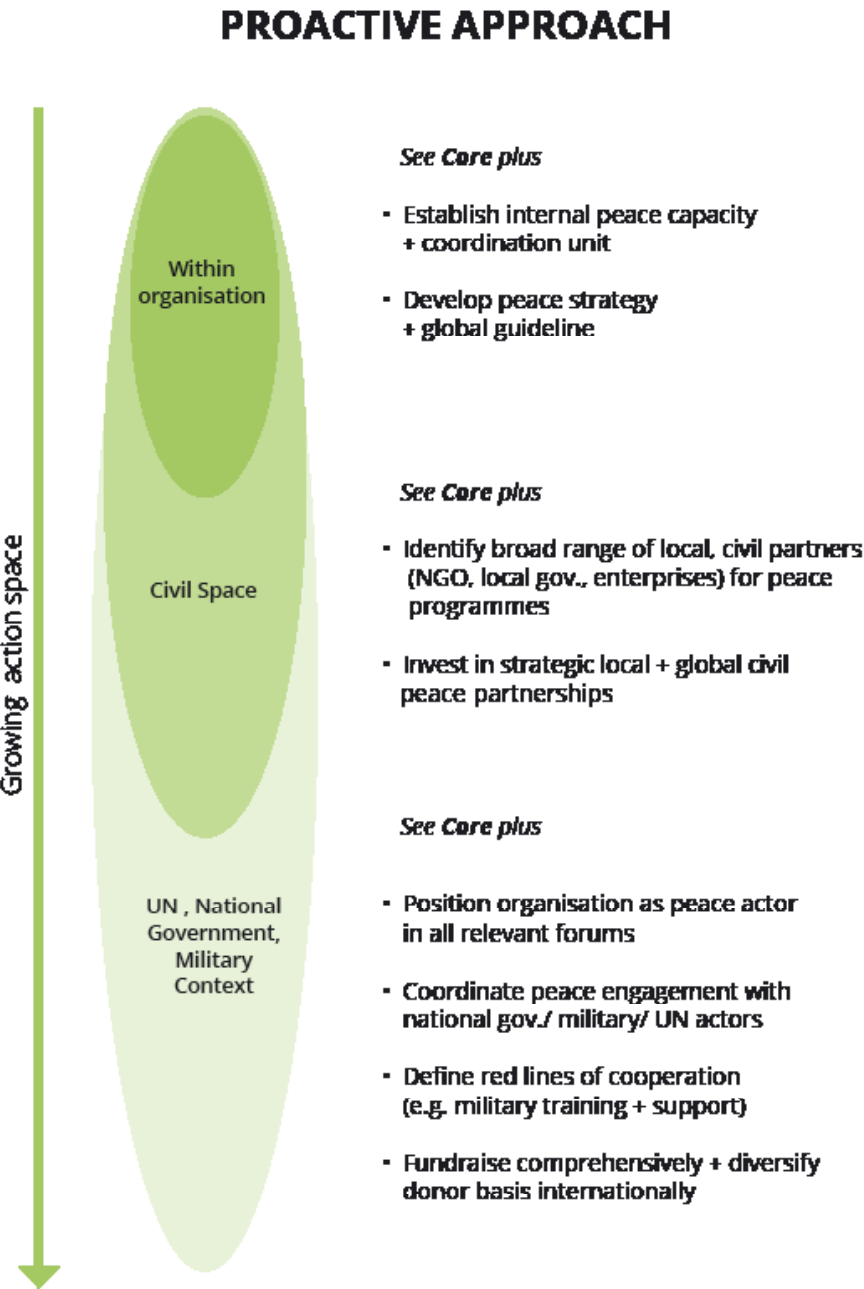 PROACTIVE APPROACH
Growing action space
Within
organisation
See Core plus
▪ Establish internal peace capacity
+ coordination unit
▪ Develop peace strategy
+ global guideline
Civil Space
See Core plus
▪ Identify broad range of local, civil partners
(NGO, local gov., enterprises) for peace
programmes
▪ Invest in strategic local + global civil
peace partnerships
UN , National
Government,
Military
Context
See Core plus
▪ Position organisation as peace actor
in all relevant forums
▪ Coordinate peace engagement with
national gov./ military/ UN actors
▪ Define red lines of cooperation
(e.g. military training + support)
▪ Fundraise comprehensively + diversify
donor basis internationally